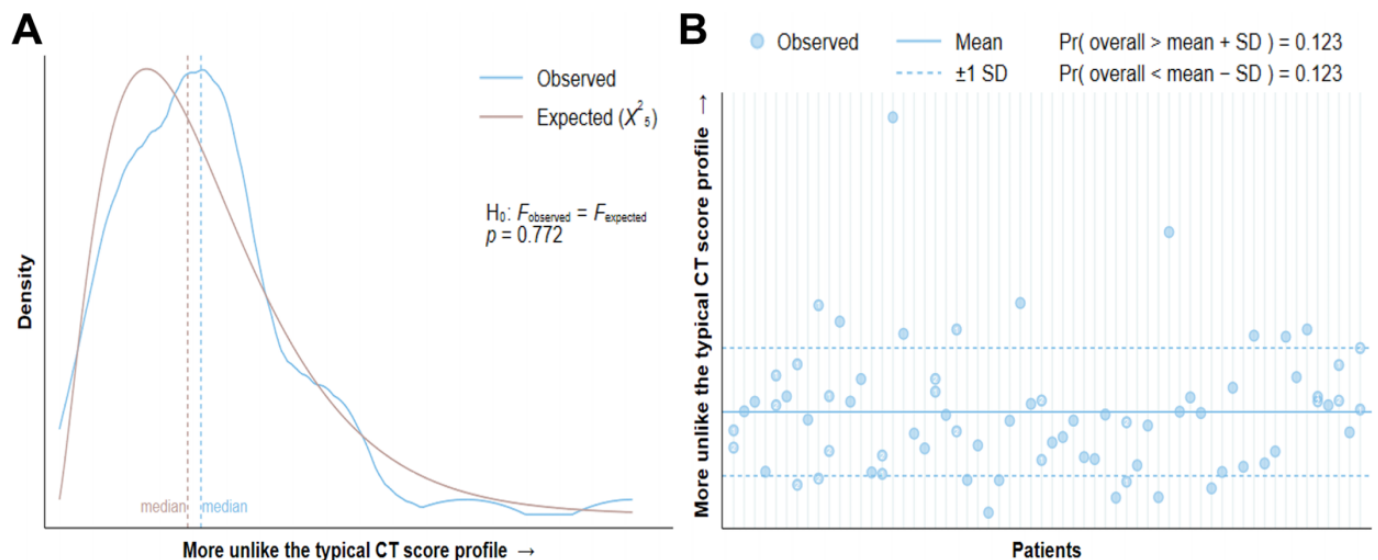 A
Observed
Expected (X²₅)
H₀: Fobserved = Fexpected
p = 0.772
Density
median
median
More unlike the typical CT score profile →
B
Observed
Mean
Pr( overall > mean + SD ) = 0.123
±1 SD
Pr( overall < mean − SD ) = 0.123
More unlike the typical CT score profile →
Patients